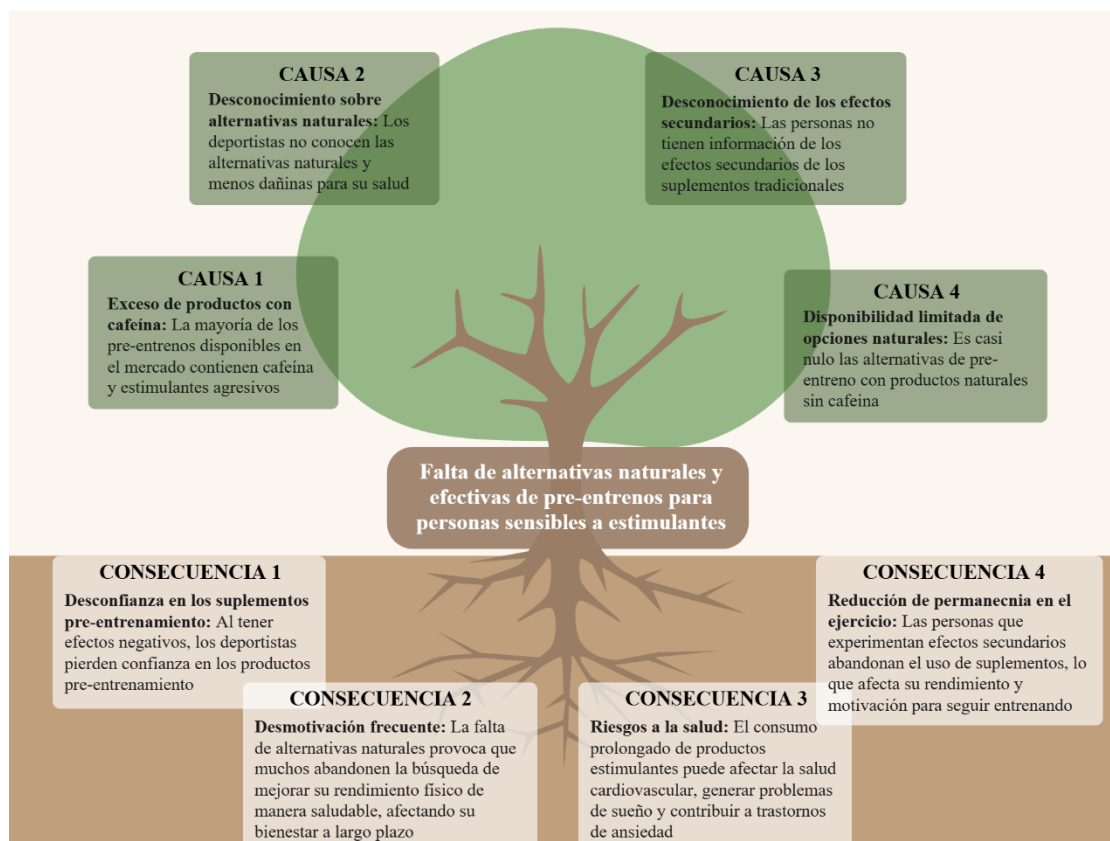 CAUSA 2
Desconocimiento sobre
alternativas naturales: Los
deportistas no conocen las
alternativas naturales y
menos dañinas para su salud
CAUSA 3
Desconocimiento de los efectos
secundarios: Las personas no
tienen información de los
efectos secundarios de los
suplementos tradicionales
CAUSA 1
Exceso de productos con
cafeína: La mayoría de los
pre-entrenos disponibles en
el mercado contienen cafeína
y estimulantes agresivos
CAUSA 4
Disponibilidad limitada de
opciones naturales: Es casi
nulo las alternativas de pre-
entreno con productos naturales
sin cafeina
Falta de alternativas naturales y
efectivas de pre-entrenos para
personas sensibles a estimulantes
CONSECUENCIA 1
Desconfianza en los suplementos
pre-entrenamiento: Al tener
efectos negativos, los deportistas
pierden confianza en los productos
pre-entrenamiento
CONSECUENCIA 4
Reducción de permanecnia en el
ejercicio: Las personas que
experimentan efectos secundarios
abandonan el uso de suplementos, lo
que afecta su rendimiento y
motivación para seguir entrenando
CONSECUENCIA 2
Desmotivación frecuente: La falta
de alternativas naturales provoca que
muchos abandonen la búsqueda de
mejorar su rendimiento físico de
manera saludable, afectando su
bienestar a largo plazo
CONSECUENCIA 3
Riesgos a la salud: El consumo
prolongado de productos
estimulantes puede afectar la salud
cardiovascular, generar problemas
de sueño y contribuir a trastornos
de ansiedad